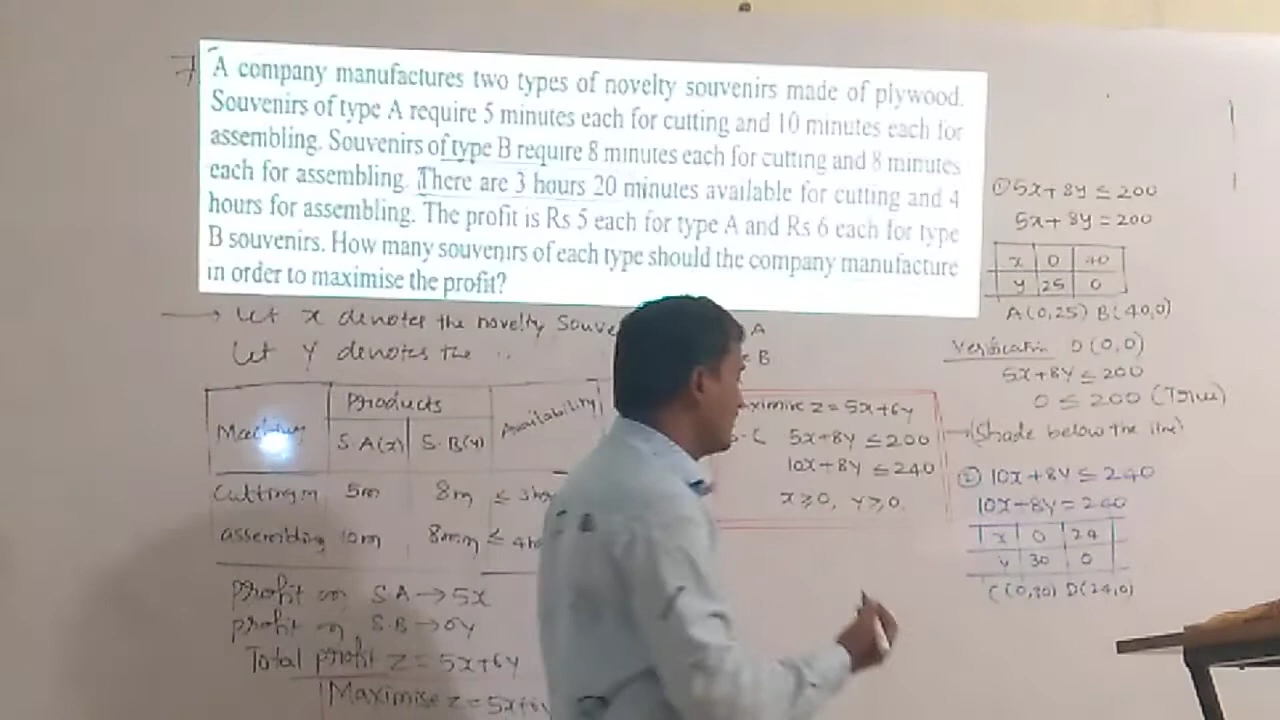 7
A company manufactures two types of novelty souvenirs made of plywood.
Souvenirs of type A require 5 minutes each for cutting and 10 minutes each for
assembling. Souvenirs of type B require 8 minutes each for cutting and 8 minutes
each for assembling. There are 3 hours 20 minutes available for cutting and 4
hours for assembling. The profit is Rs 5 each for type A and Rs 6 each for type
B souvenirs. How many souvenirs of each type should the company manufacture
in order to maximise the profit?
→ Let x denotes the novelty Souve A
Let y denotes the .. B
Products
Availability
S.A(x) S.B(y)
Cutting 5m 8m ≤ 3
assembling 10m 8m ≤ 4
profit on S.A → 5x
profit on S.B → 6y
Total profit Z = 5x+6y
Maximise Z = 5x+6y
ximise Z = 5x+6y
5x+8y ≤ 200
10x+8y ≤ 240
x≥0, y≥0
① 5x+8y ≤ 200
5x+8y = 200
x 0 40
y 25 0
A(0,25) B(40,0)
Verification O(0,0)
5x+8y ≤ 200
0 ≤ 200 (True)
→ (Shade below the line)
② 10x+8y ≤ 240
10x+8y = 240
x 0 24
y 30 0
C(0,30) D(24,0)